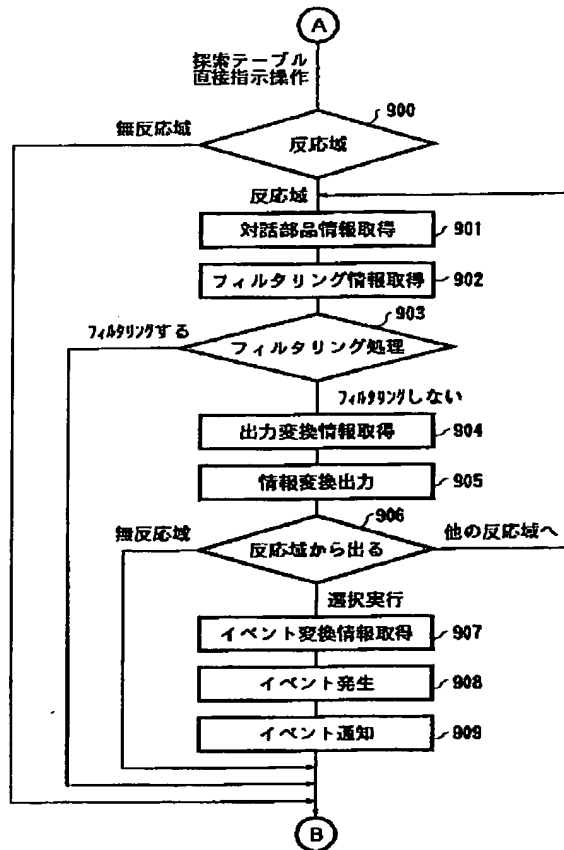 A
探索テーブル
直接指示操作
900
無反応域
反応域
反応域
対話部品情報取得
901
フィルタリング情報取得
902
903
フィルタリングする
フィルタリング処理
フィルタリングしない
出力変換情報取得
904
情報変換出力
905
906
無反応域
反応域から出る
他の反応域へ
選択実行
イベント変換情報取得
907
イベント発生
908
イベント通知
909
B